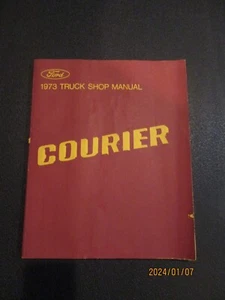 Ford
1973 TRUCK SHOP MANUAL
COURIER
2024/01/07